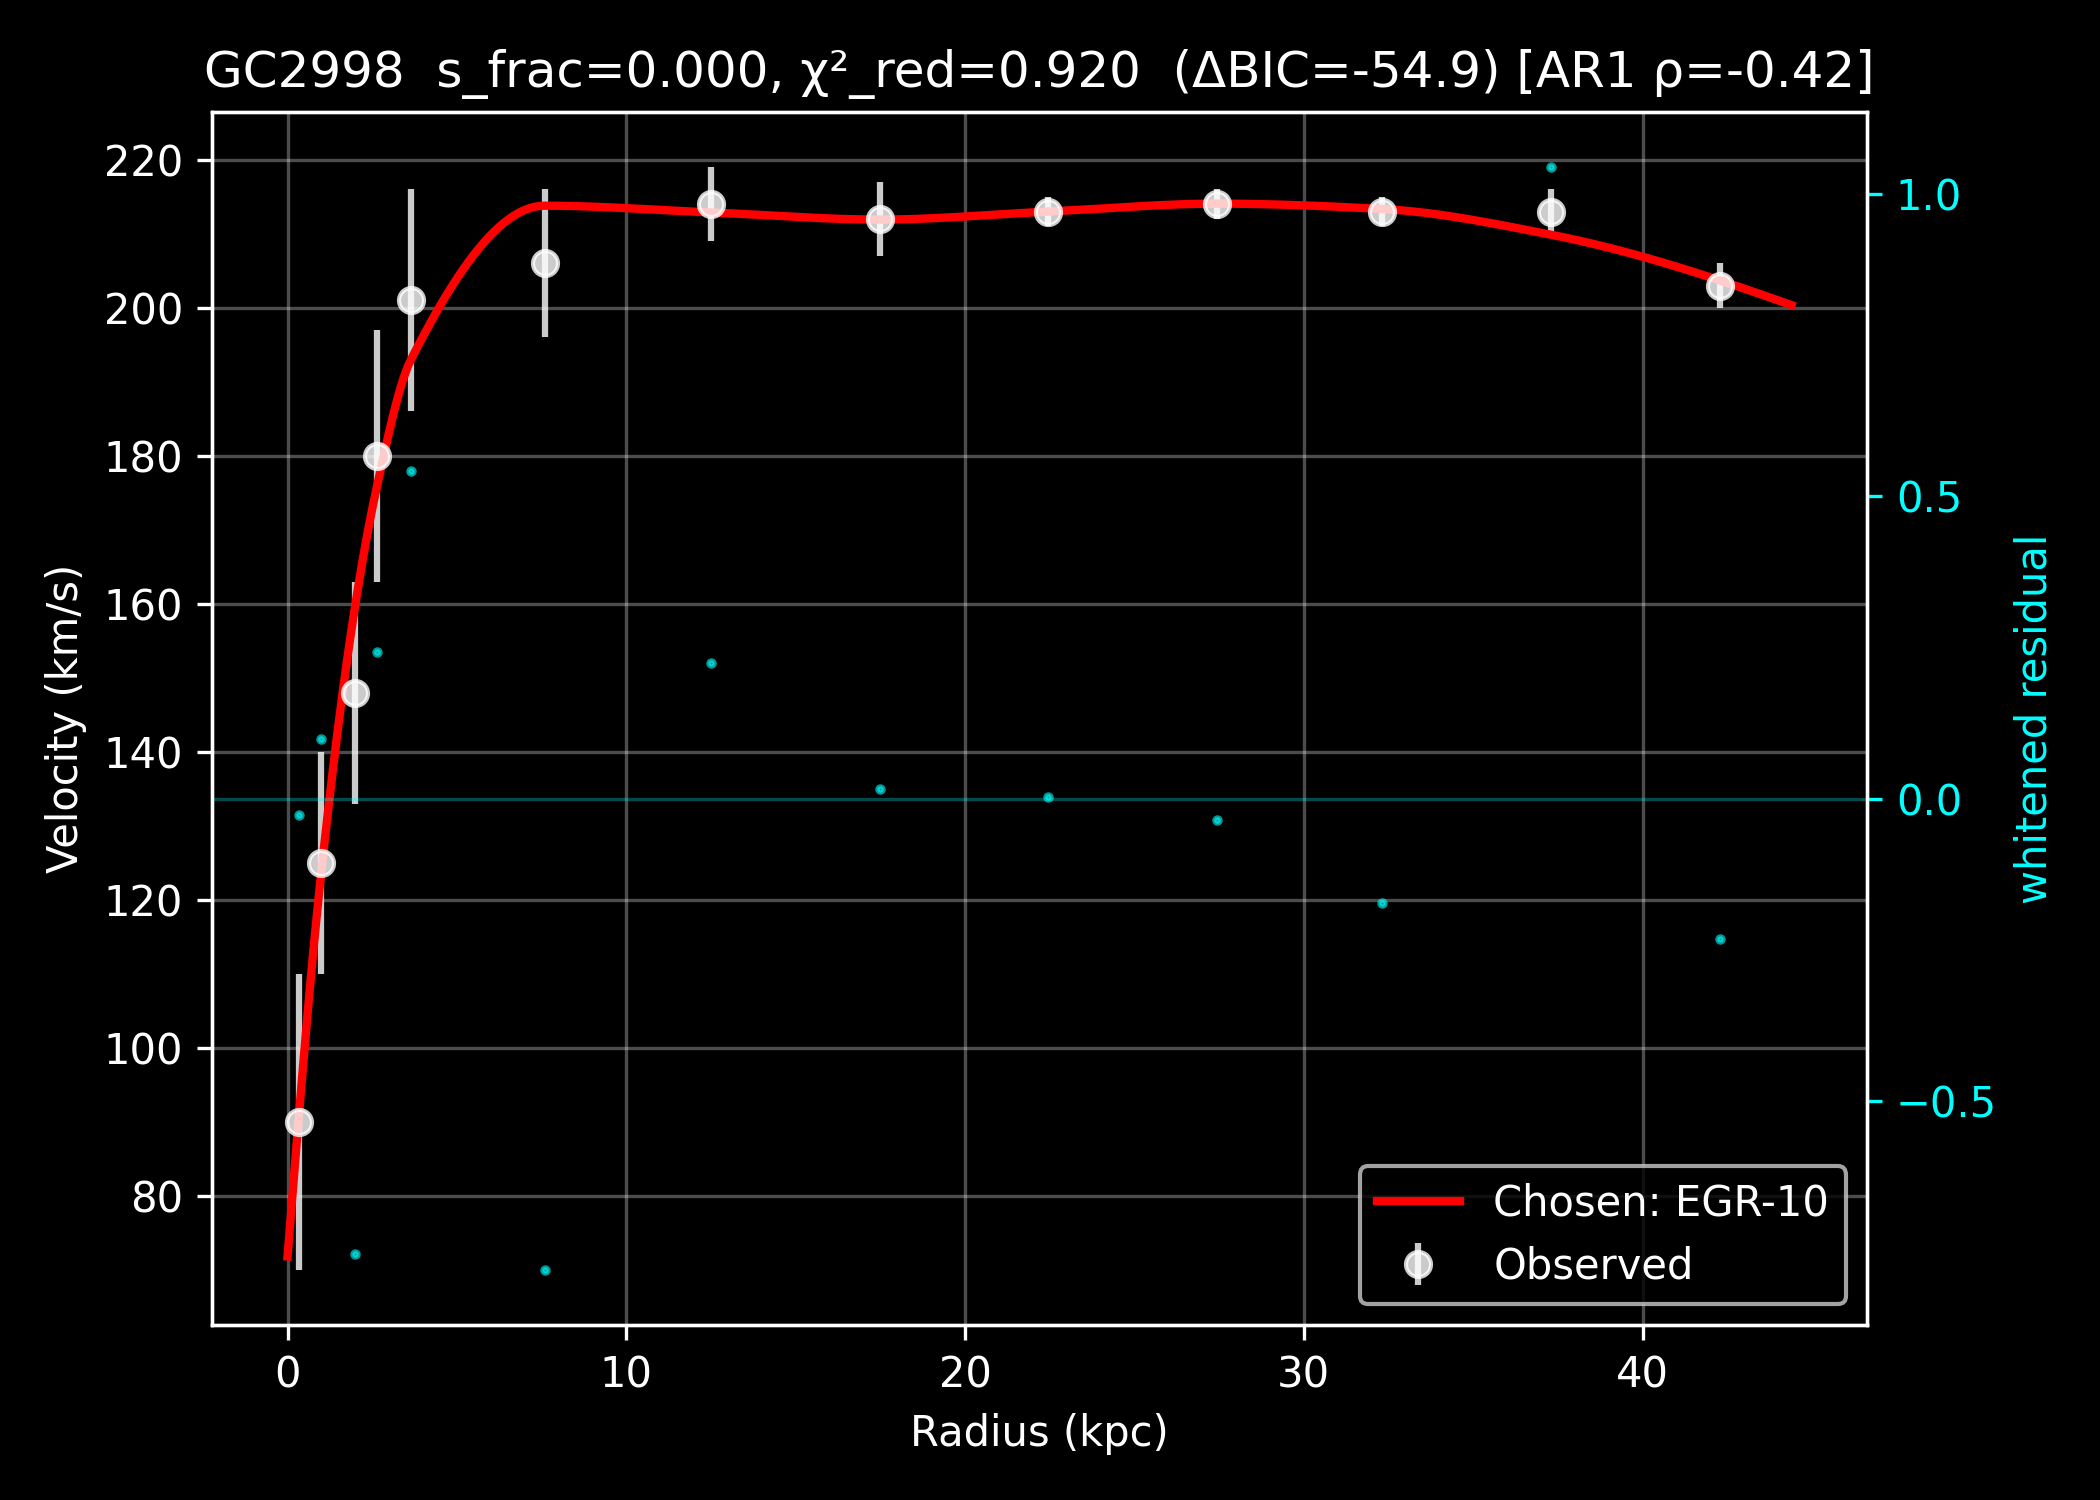 GC2998  s_frac=0.000, χ²_red=0.920  (ΔBIC=-54.9) [AR1 ρ=-0.42]
220
200
180
160
140
120
100
80
Velocity (km/s)
1.0
0.5
0.0
−0.5
whitened residual
Chosen: EGR-10
Observed
0 10 20 30 40
Radius (kpc)